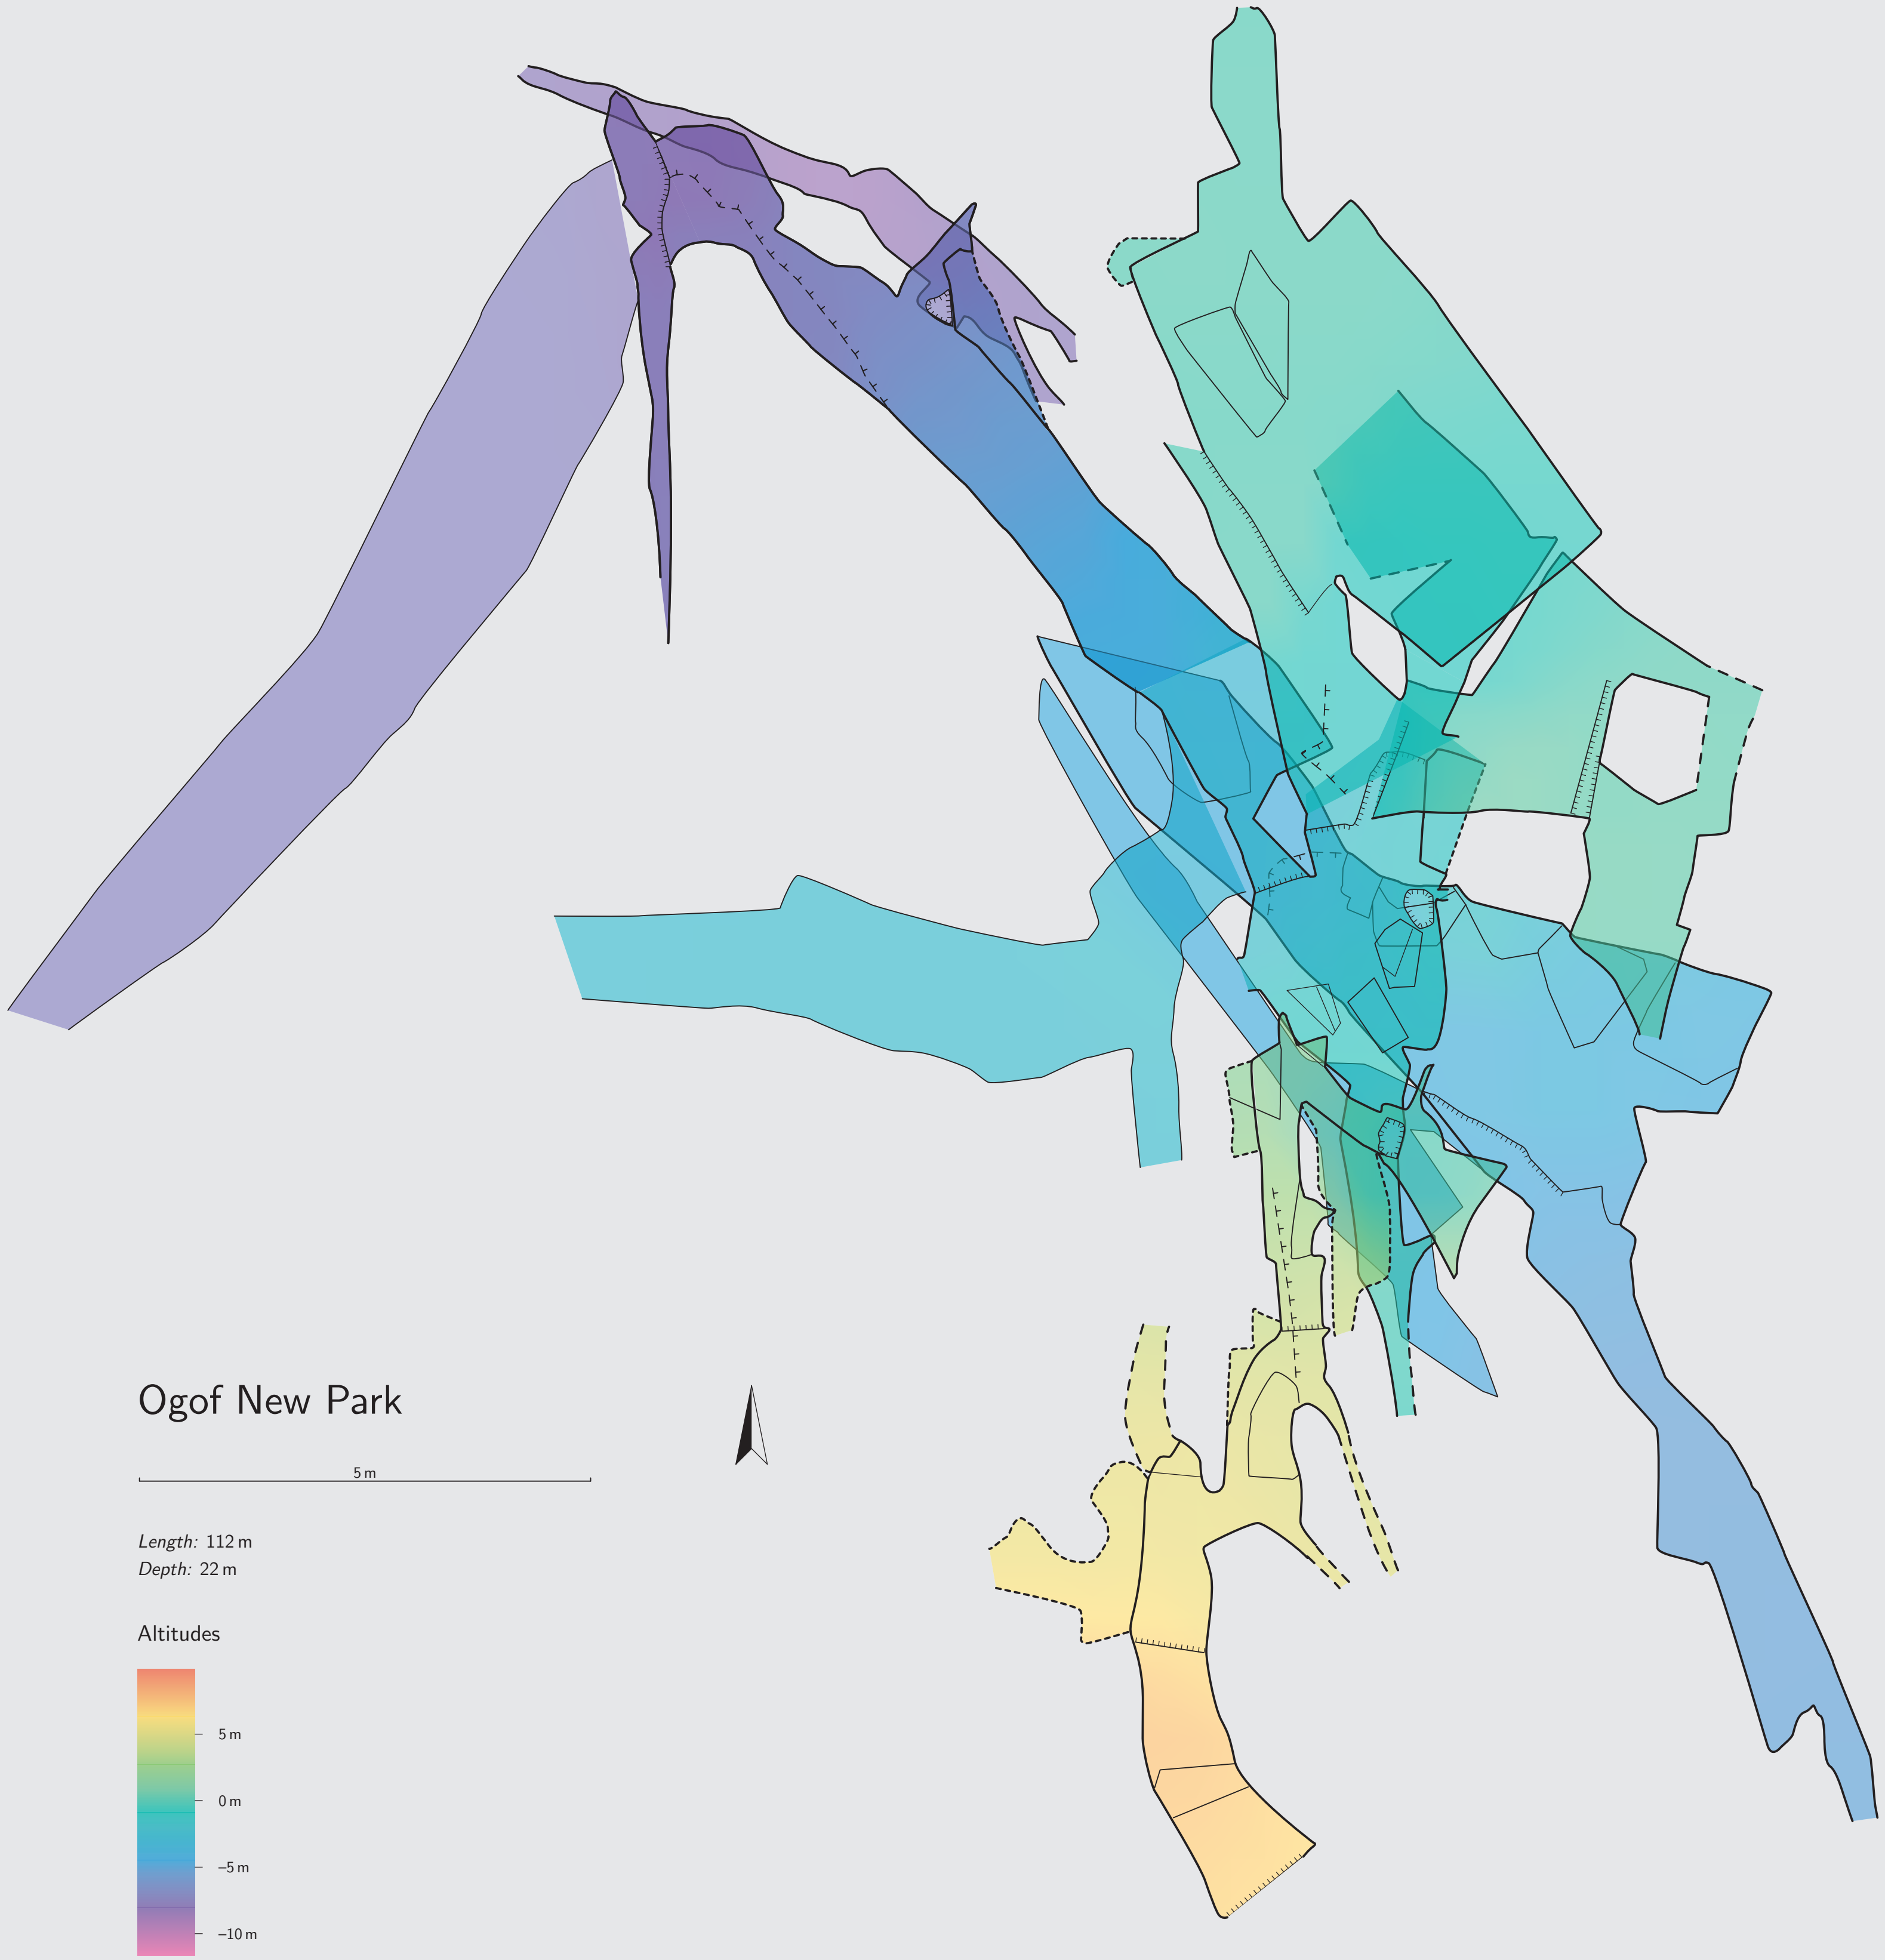 Ogof New Park
5 m
Length: 112 m
Depth: 22 m
Altitudes
5 m
0 m
–5 m
–10 m